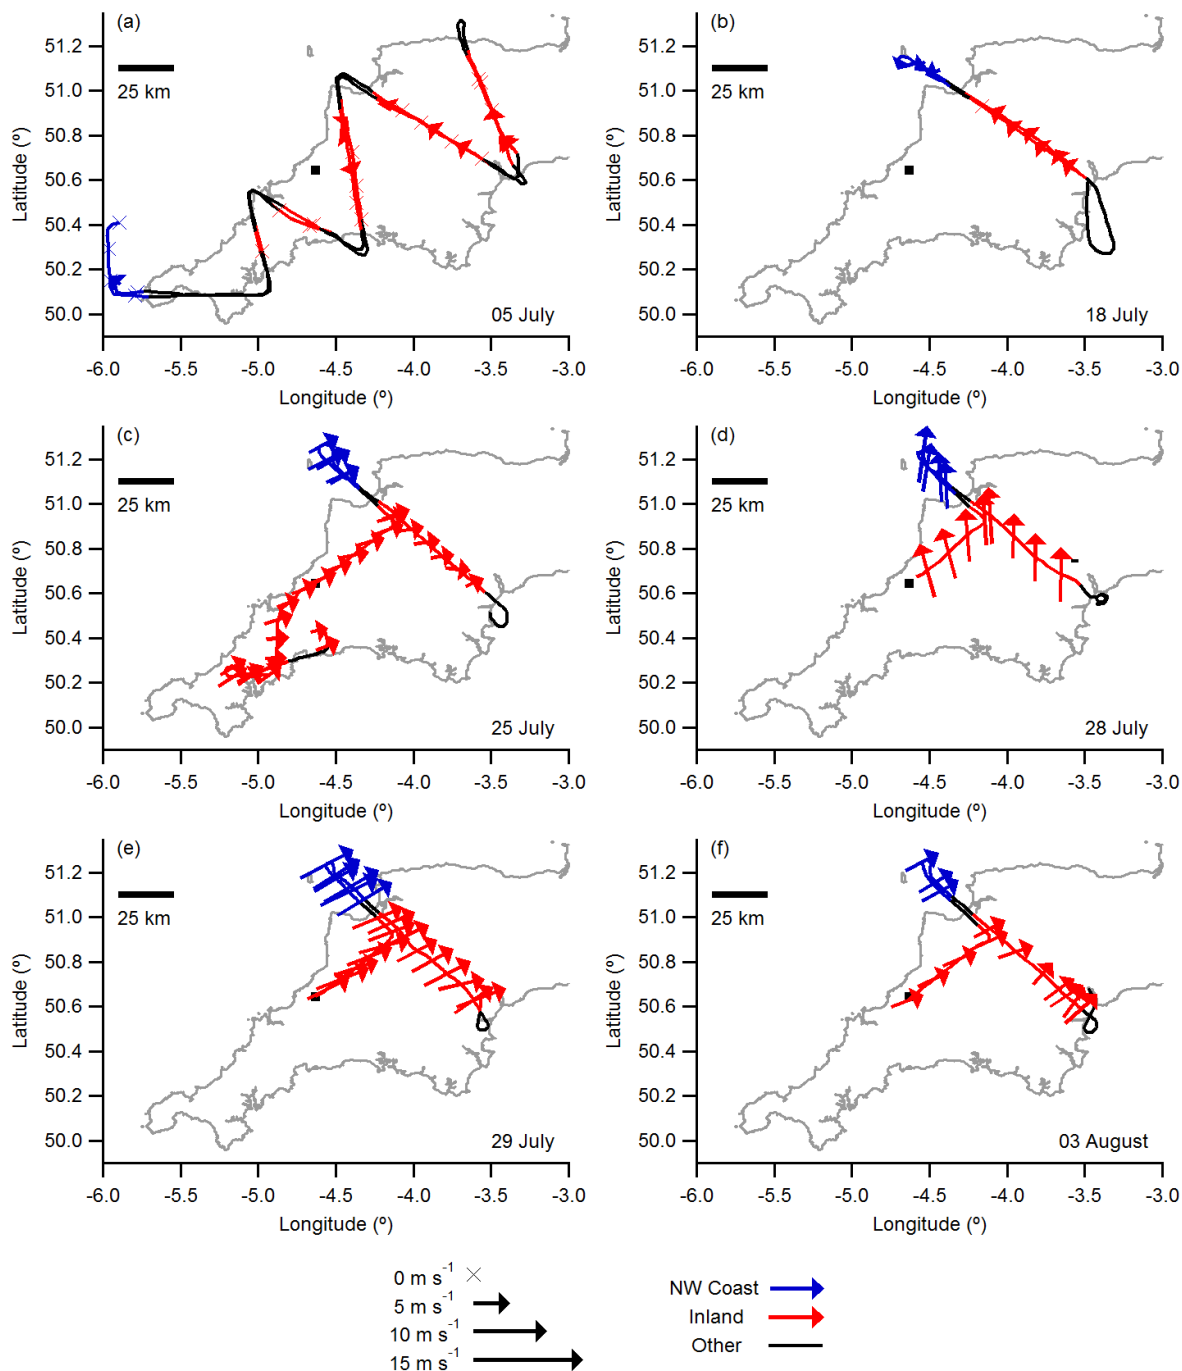 (a)
51.2
51.0
50.8
50.6
50.4
50.2
50.0
Latitude (º)
25 km
05 July
-6.0 -5.5 -5.0 -4.5 -4.0 -3.5 -3.0
Longitude (º)
(b)
51.2
51.0
50.8
50.6
50.4
50.2
50.0
Latitude (º)
25 km
18 July
-6.0 -5.5 -5.0 -4.5 -4.0 -3.5 -3.0
Longitude (º)
(c)
51.2
51.0
50.8
50.6
50.4
50.2
50.0
Latitude (º)
25 km
25 July
-6.0 -5.5 -5.0 -4.5 -4.0 -3.5 -3.0
Longitude (º)
(d)
51.2
51.0
50.8
50.6
50.4
50.2
50.0
Latitude (º)
25 km
28 July
-6.0 -5.5 -5.0 -4.5 -4.0 -3.5 -3.0
Longitude (º)
(e)
51.2
51.0
50.8
50.6
50.4
50.2
50.0
Latitude (º)
25 km
29 July
-6.0 -5.5 -5.0 -4.5 -4.0 -3.5 -3.0
Longitude (º)
(f)
51.2
51.0
50.8
50.6
50.4
50.2
50.0
Latitude (º)
25 km
03 August
-6.0 -5.5 -5.0 -4.5 -4.0 -3.5 -3.0
Longitude (º)
0 m s⁻¹
5 m s⁻¹
10 m s⁻¹
15 m s⁻¹
NW Coast
Inland
Other